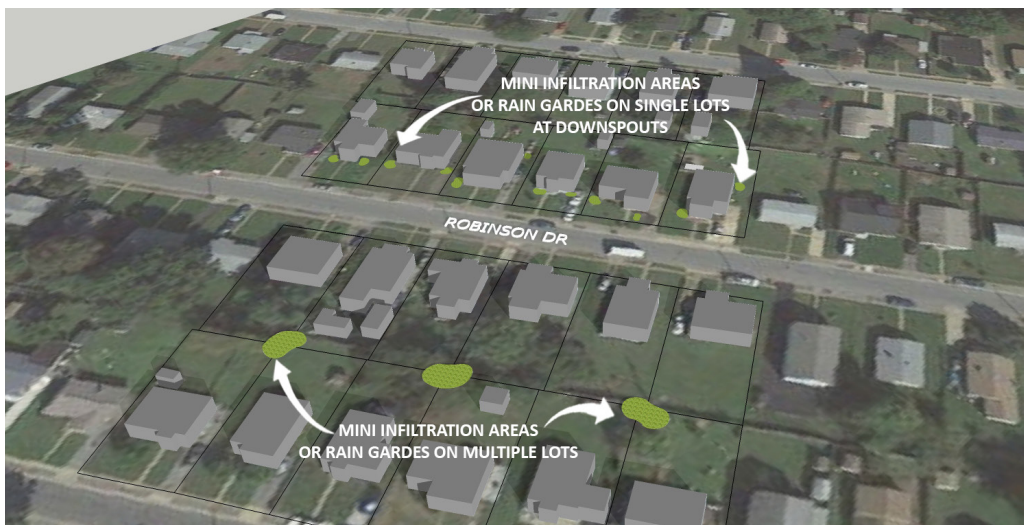 MINI INFILTRATION AREAS
OR RAIN GARDES ON SINGLE LOTS
AT DOWNSPOUTS
ROBINSON DR
MINI INFILTRATION AREAS
OR RAIN GARDES ON MULTIPLE LOTS